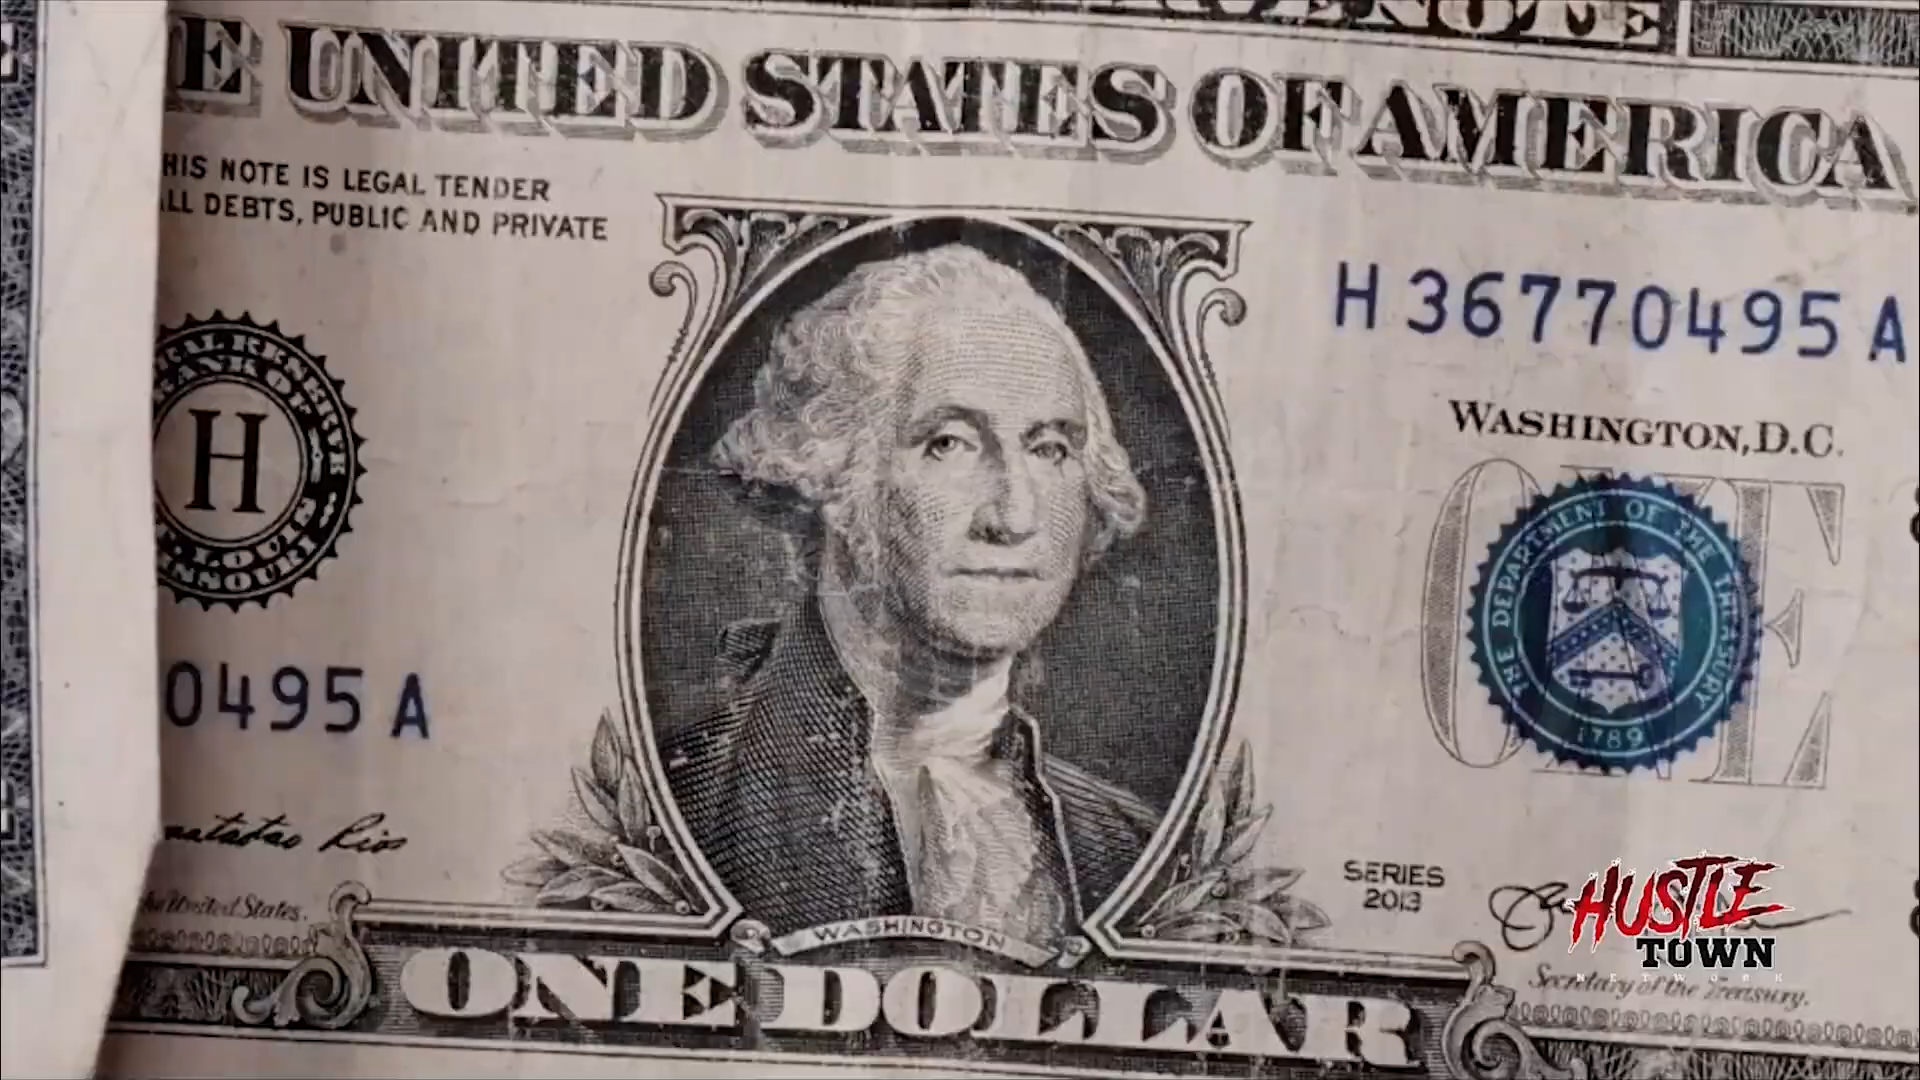 E UNITED STATES OF AMERICA
HIS NOTE IS LEGAL TENDER
ALL DEBTS, PUBLIC AND PRIVATE
H 36770495 A
WASHINGTON, D.C.
H
THE DEPARTMENT OF THE TREASURY
1789
0495 A
SERIES
2013
WASHINGTON
ONE DOLLAR
Secretary of the Treasury.
HUSTLE
TOWN
NETWORK